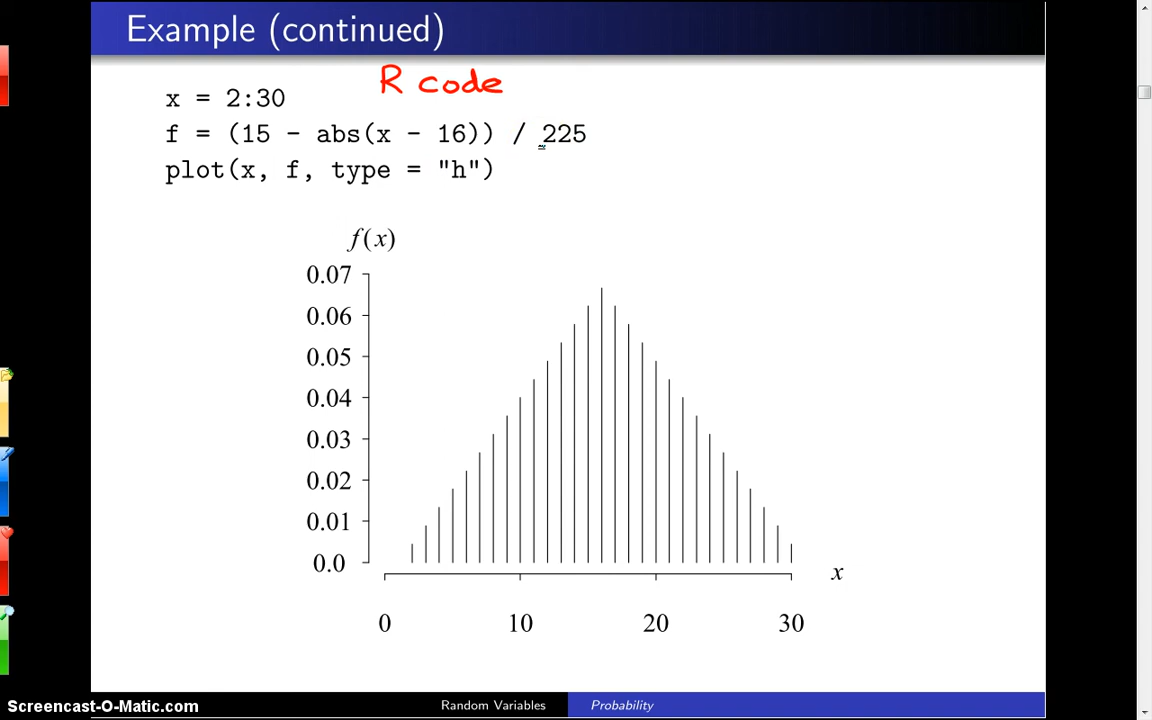 Example (continued)
R code
x = 2:30
f = (15 - abs(x - 16)) / 225
plot(x, f, type = "h")
f(x)
0.07
0.06
0.05
0.04
0.03
0.02
0.01
0.0
x
0 10 20 30
Screencast-O-Matic.com
Random Variables Probability